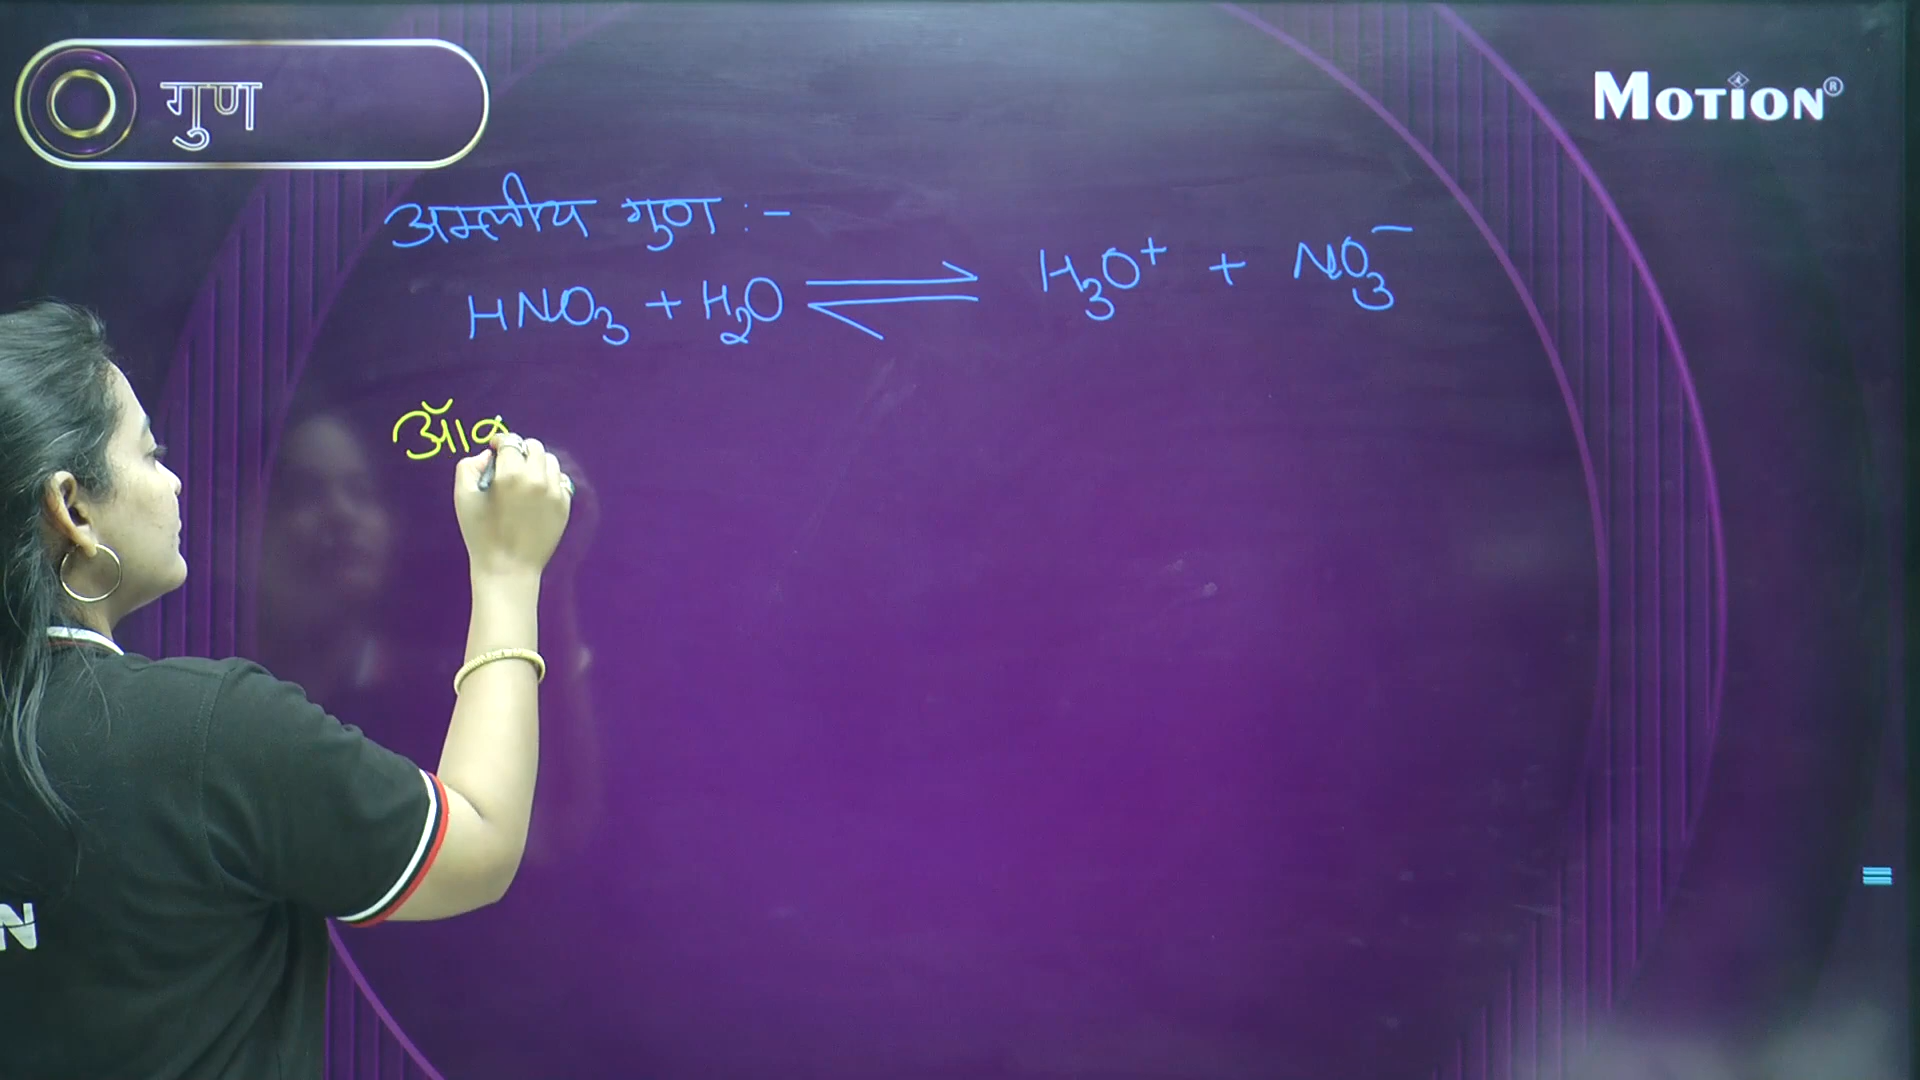 गुण
MOTION®
अम्लीय गुण :-
HNO₃ + H₂O ⇌ H₃O⁺ + NO₃⁻
N